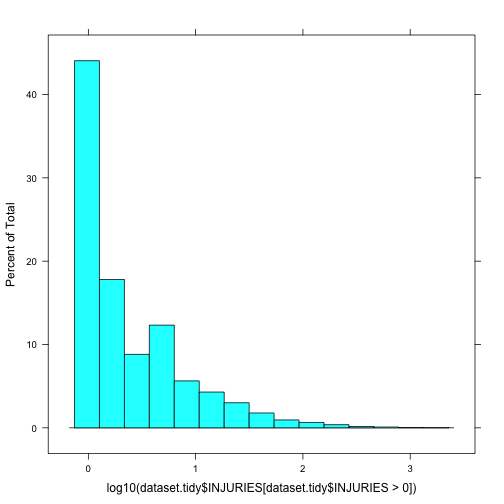 Percent of Total
40
30
20
10
0
0 1 2 3
log10(dataset.tidy$INJURIES[dataset.tidy$INJURIES > 0])